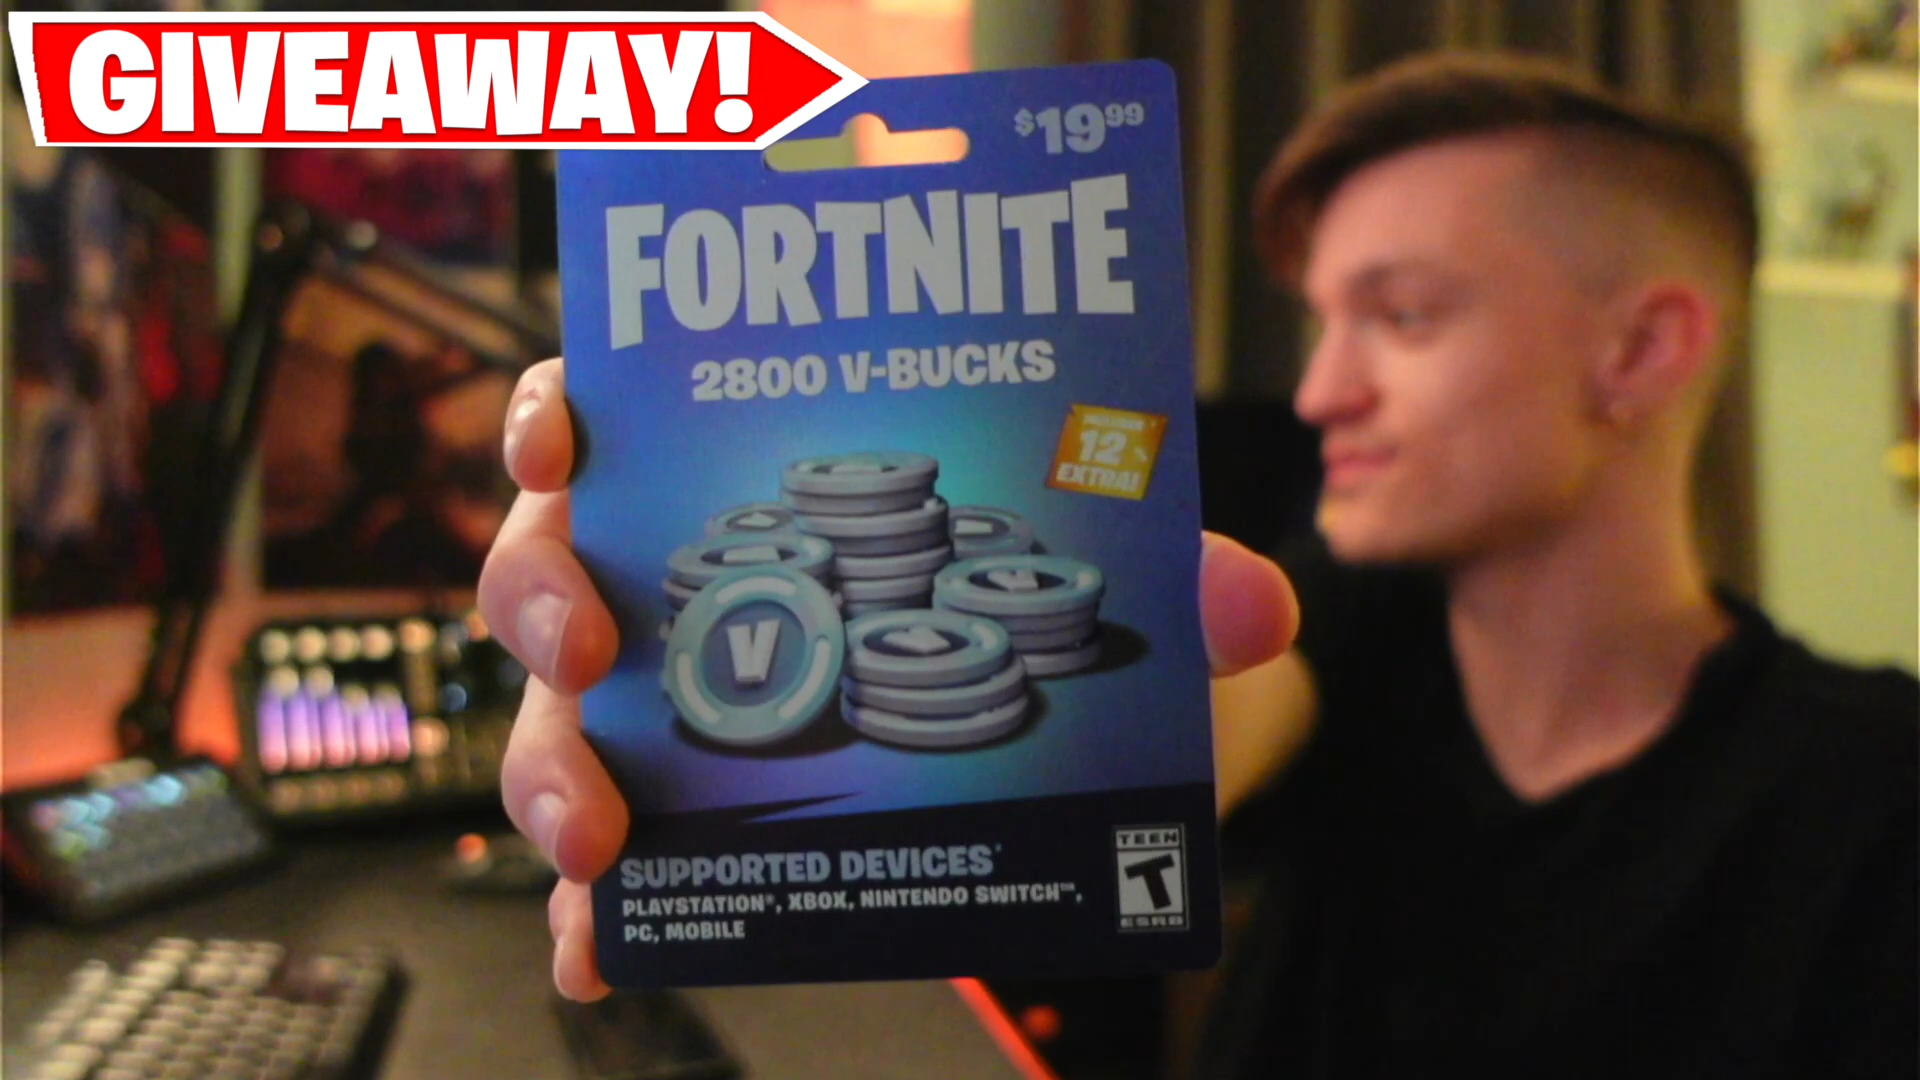 GIVEAWAY!
$19.99
FORTNITE
2800 V-BUCKS
12
EXTRA!
V
SUPPORTED DEVICES*
PLAYSTATION®, XBOX, NINTENDO SWITCH™,
PC, MOBILE
TEEN
T
ESRB